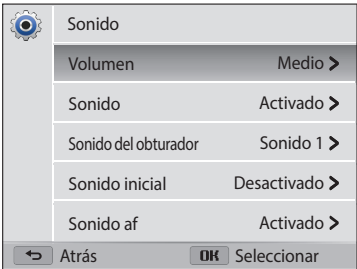 Sonido
Volumen Medio >
Sonido Activado >
Sonido del obturador Sonido 1 >
Sonido inicial Desactivado >
Sonido af Activado >
Atrás OK Seleccionar